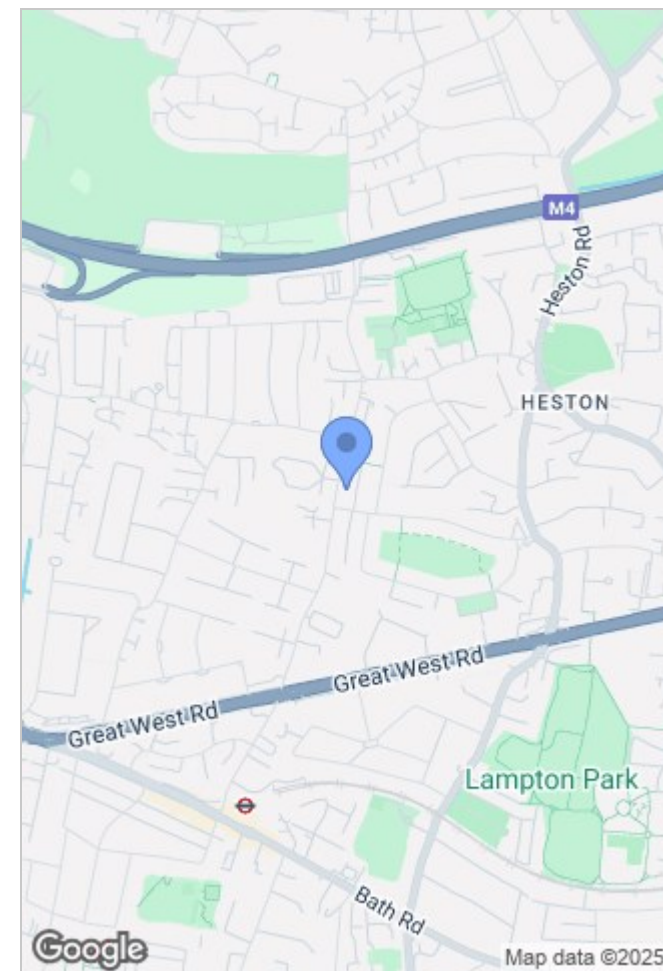 M4
Heston Rd
HESTON
Great West Rd
Great West Rd
Lampton Park
Bath Rd
Google
Map data ©2025